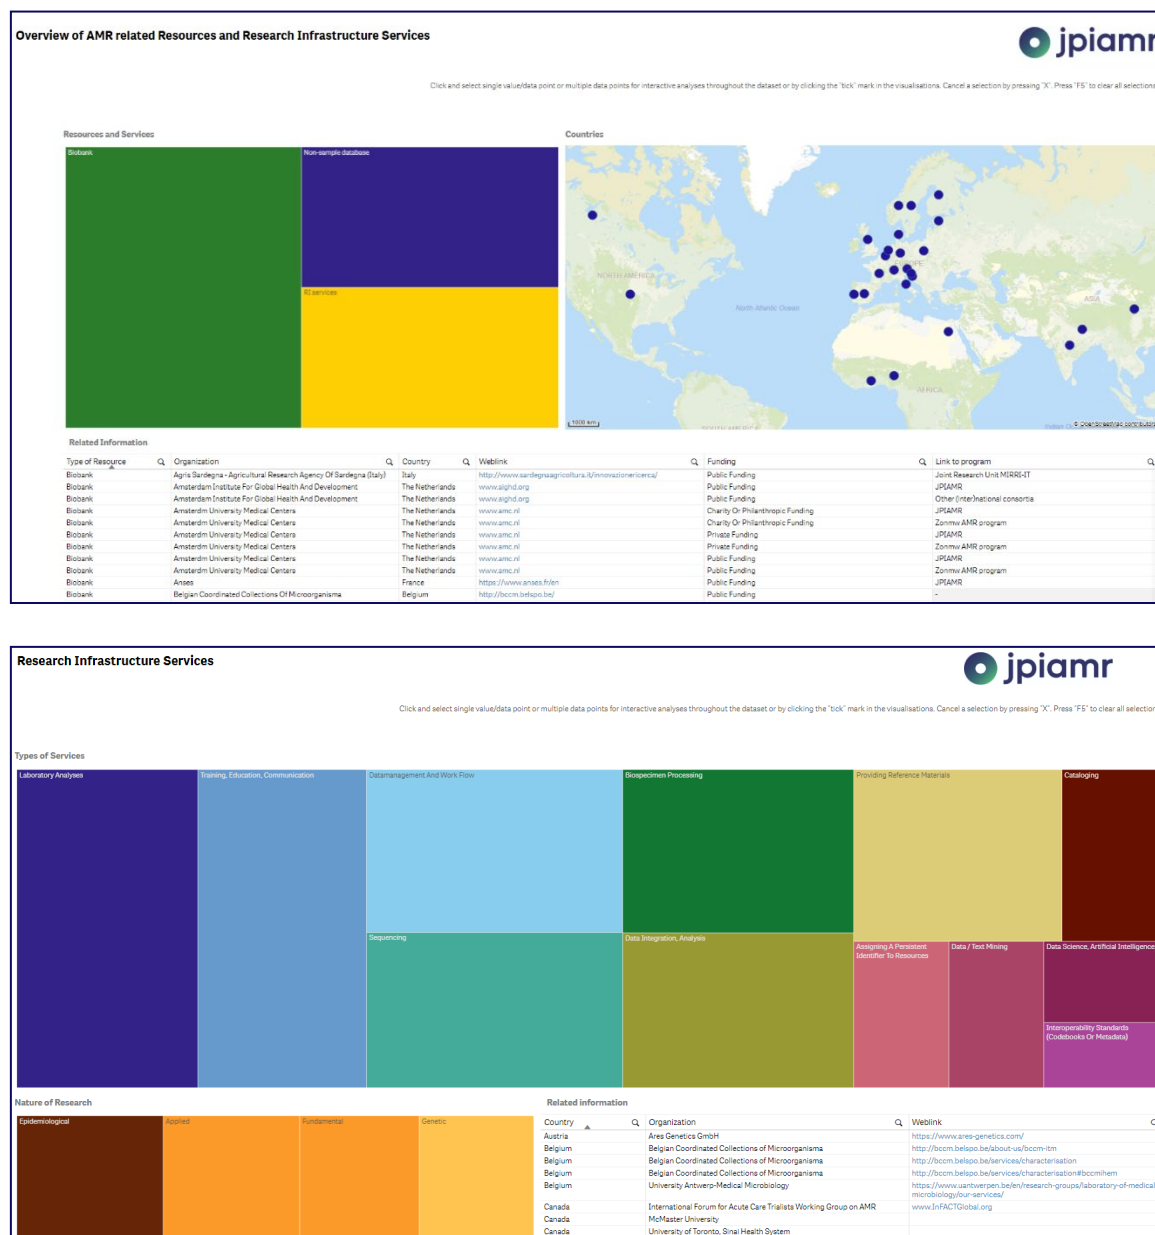 Overview of AMR related Resources and Research Infrastructure Services
jpiamr
Click and select single value/data point or multiple data points for interactive analyses throughout the dataset or by clicking the "tick" mark in the visualisations. Cancel a selection by pressing "X". Press "F5" to clear all selections
Resources and Services
Countries
Biobank
Non-sample database
RI services
NORTH AMERICA
EUROPE
ASIA
North Atlantic Ocean
AFRICA
SOUTH AMERICA
1000 km
© OpenStreetMap contributors
Related Information
Type of Resource Organization Country Weblink Funding Link to program
Biobank Agris Sardegna - Agricultural Research Agency Of Sardegna (Italy) Italy http://www.sardegnaagricoltura.it/innovazionericerca/ Public Funding Joint Research Unit MIRRI-IT
Biobank Amsterdam Institute For Global Health And Development The Netherlands www.aighd.org Public Funding JPIAMR
Biobank Amsterdam Institute For Global Health And Development The Netherlands www.aighd.org Public Funding Other (inter)national consortia
Biobank Amsterdm University Medical Centers The Netherlands www.amc.nl Charity Or Philanthropic Funding JPIAMR
Biobank Amsterdm University Medical Centers The Netherlands www.amc.nl Charity Or Philanthropic Funding Zonmw AMR program
Biobank Amsterdm University Medical Centers The Netherlands www.amc.nl Private Funding JPIAMR
Biobank Amsterdm University Medical Centers The Netherlands www.amc.nl Private Funding Zonmw AMR program
Biobank Amsterdm University Medical Centers The Netherlands www.amc.nl Public Funding JPIAMR
Biobank Amsterdm University Medical Centers The Netherlands www.amc.nl Public Funding Zonmw AMR program
Biobank Anses France https://www.anses.fr/en Public Funding JPIAMR
Biobank Belgian Coordinated Collections Of Microorganisma Belgium http://bccm.belspo.be/ Public Funding -
Research Infrastructure Services
jpiamr
Click and select single value/data point or multiple data points for interactive analyses throughout the dataset or by clicking the "tick" mark in the visualisations. Cancel a selection by pressing "X". Press "F5" to clear all selection
Types of Services
Laboratory Analyses
Training, Education, Communication
Datamanagement And Work Flow
Biospecimen Processing
Providing Reference Materials
Cataloging
Sequencing
Data Integration, Analysis
Assigning A Persistent
Identifier To Resources
Data / Text Mining
Data Science, Artificial Intelligence
Interoperability Standards
(Codebooks Or Metadata)
Nature of Research
Related information
Epidemiological
Applied
Fundamental
Genetic
Country Organization Weblink
Austria Ares Genetics GmbH https://www.ares-genetics.com/
Belgium Belgian Coordinated Collections of Microorganisma http://bccm.belspo.be/about-us/bccm-itm
Belgium Belgian Coordinated Collections of Microorganisma http://bccm.belspo.be/services/characterisation
Belgium Belgian Coordinated Collections of Microorganisma http://bccm.belspo.be/services/characterisation#bccmihem
Belgium University Antwerp-Medical Microbiology https://www.uantwerpen.be/en/research-groups/laboratory-of-medical
microbiology/our-services/
Canada International Forum for Acute Care Trialists Working Group on AMR www.InFACTGlobal.org
Canada McMaster University
Canada University of Toronto, Sinai Health System